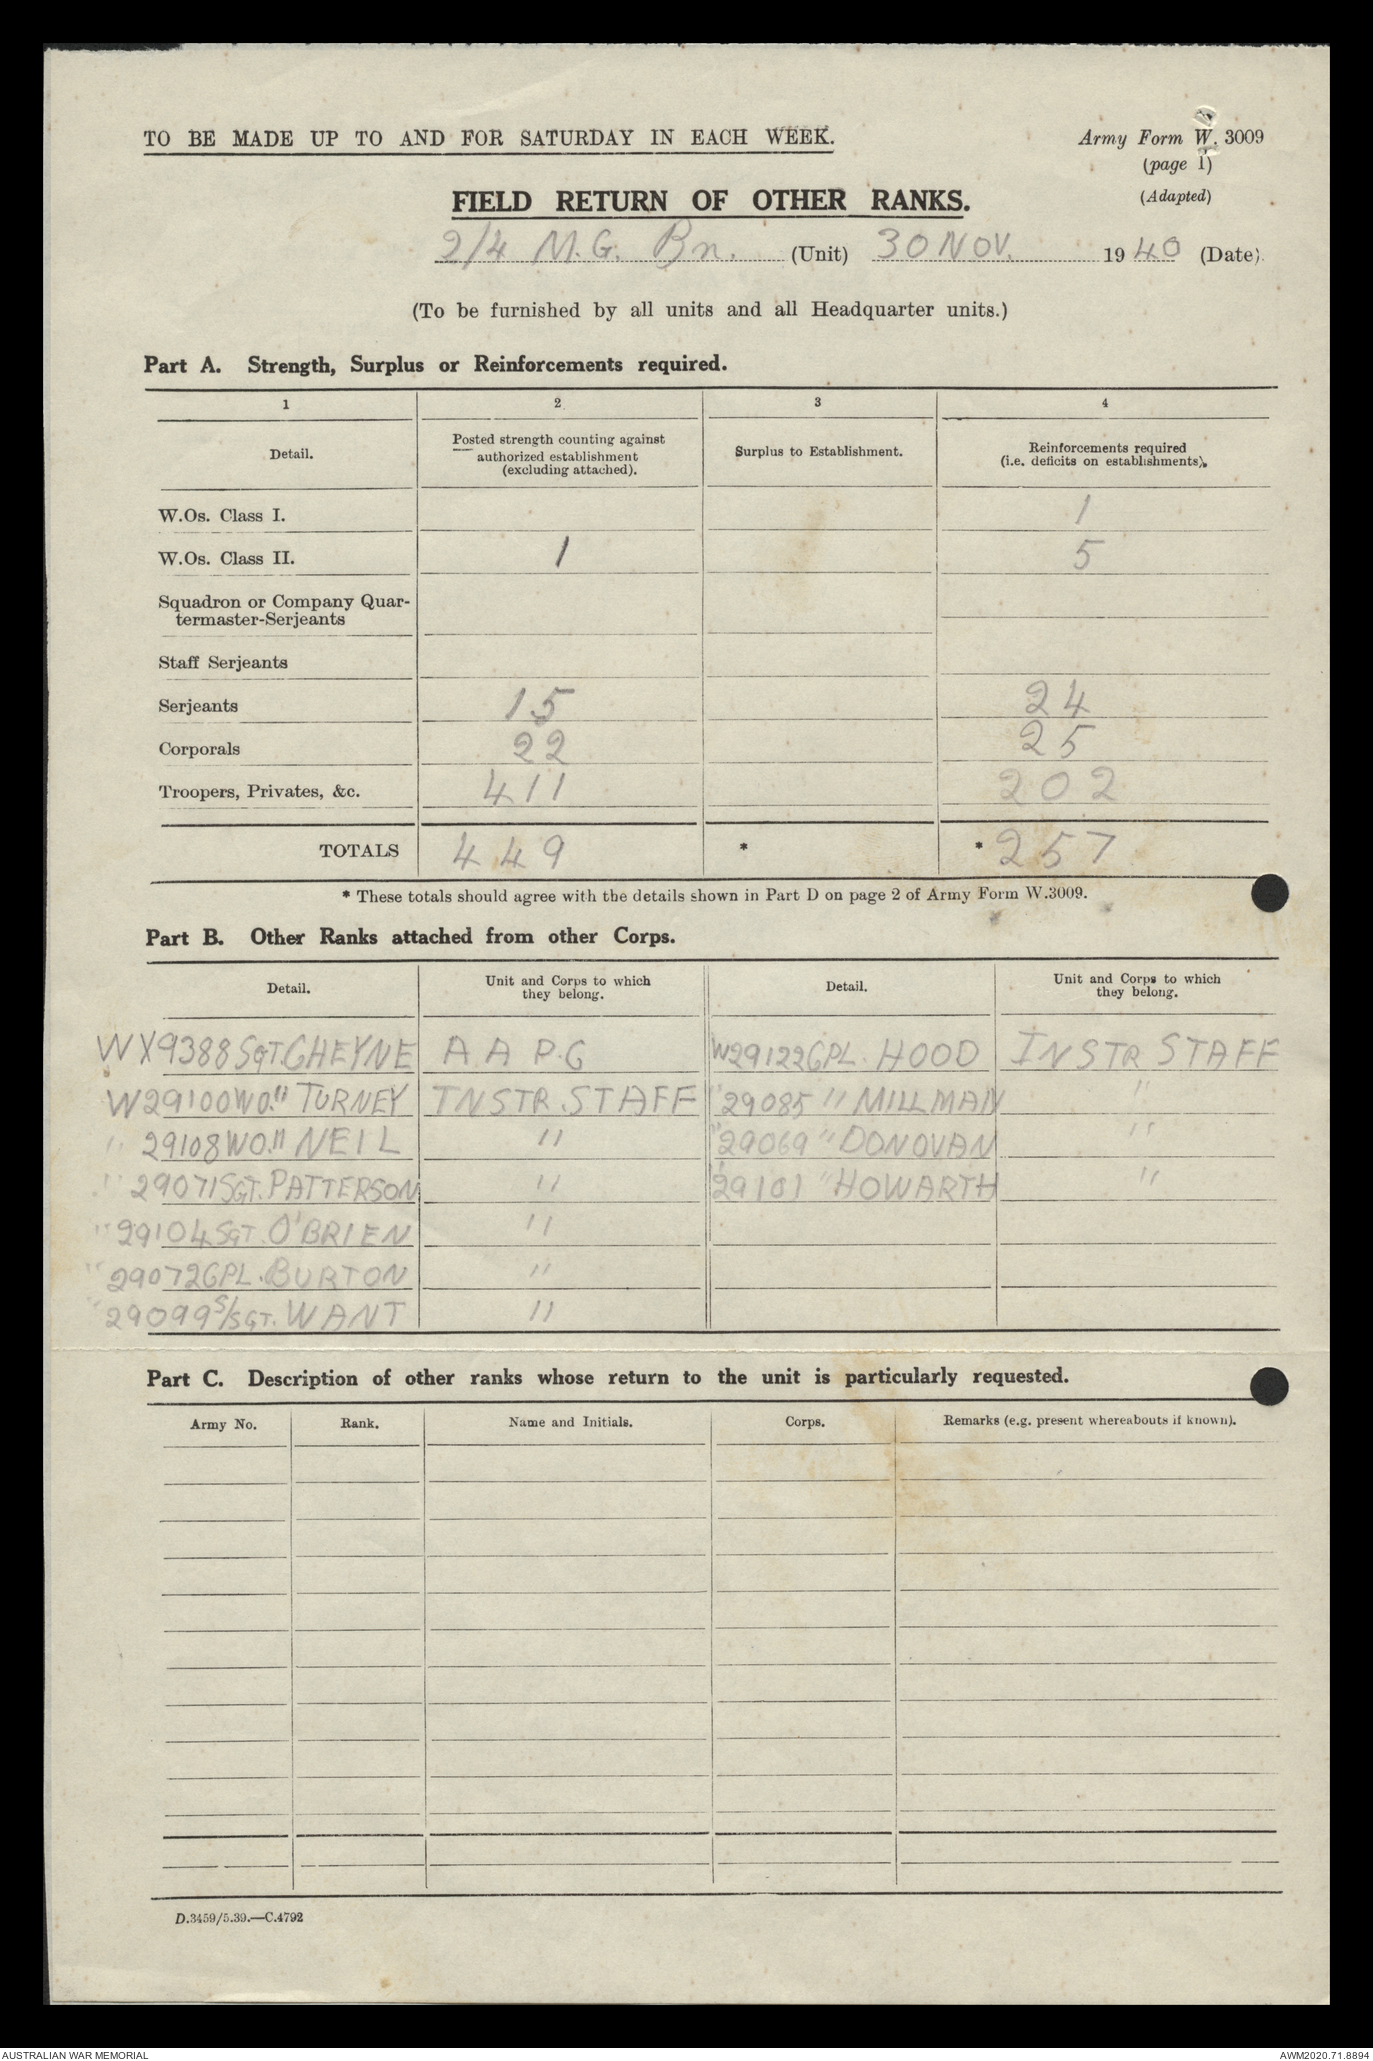 TO BE MADE UP TO AND FOR SATURDAY IN EACH WEEK.
Army Form W. 3009
(page 1)
(Adapted)
FIELD RETURN OF OTHER RANKS.
2/4 M.G. Bn. (Unit) 30 NOV. 1940 (Date).
(To be furnished by all units and all Headquarter units.)
Part A. Strength, Surplus or Reinforcements required.
1 2 3 4
Detail. Posted strength counting against authorized establishment (excluding attached). Surplus to Establishment. Reinforcements required (i.e. deficits on establishments).
W.Os. Class I. 1
W.Os. Class II. 1 5
Squadron or Company Quar-
termaster-Serjeants
Staff Serjeants
Serjeants 15 24
Corporals 22 25
Troopers, Privates, &c. 411 202
TOTALS 449 * * 257
* These totals should agree with the details shown in Part D on page 2 of Army Form W.3009.
Part B. Other Ranks attached from other Corps.
Detail. Unit and Corps to which they belong. Detail. Unit and Corps to which they belong.
WX9388 SGT. CHEYNE A A P.C W29122 CPL. HOOD INSTR STAFF
W29100 WO." TURNEY INSTR. STAFF "29085 " MILLMAN "
" 29108 WO." NEIL " "29069 " DONOVAN "
" 29071 SGT. PATTERSON " "29101 " HOWARTH "
" 29104 SGT. O'BRIEN "
" 29072 CPL. BURTON "
" 29099 S/SGT. WANT "
Part C. Description of other ranks whose return to the unit is particularly requested.
Army No. Rank. Name and Initials. Corps. Remarks (e.g. present whereabouts if known).
D.3459/5.39.—C.4792
AUSTRALIAN WAR MEMORIAL
AWM2020.71.8894